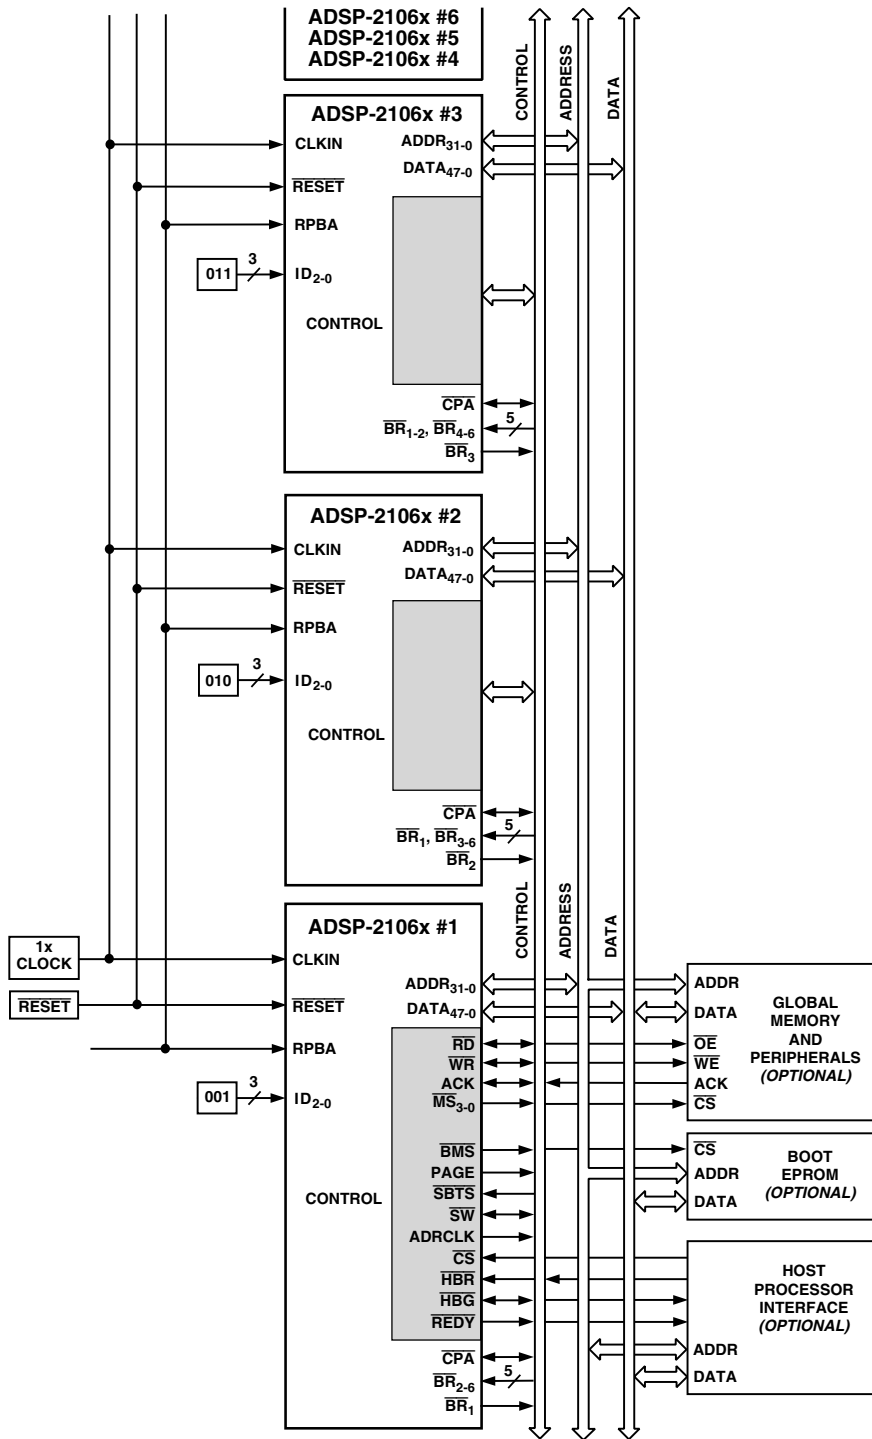 ADSP-2106x #6
ADSP-2106x #5
ADSP-2106x #4
CONTROL
ADDRESS
DATA
ADSP-2106x #3
CLKIN
ADDR31-0
DATA47-0
RESET
RPBA
011
3
ID2-0
CONTROL
CPA
BR1-2, BR4-6
5
BR3
ADSP-2106x #2
CLKIN
ADDR31-0
DATA47-0
RESET
RPBA
010
3
ID2-0
CONTROL
CPA
BR1, BR3-6
5
BR2
CONTROL
ADDRESS
DATA
ADSP-2106x #1
1x
CLOCK
CLKIN
RESET
RESET
RPBA
001
3
ID2-0
CONTROL
ADDR31-0
DATA47-0
RD
WR
ACK
MS3-0
BMS
PAGE
SBTS
SW
ADRCLK
CS
HBR
HBG
REDY
CPA
BR2-6
5
BR1
ADDR
DATA
OE
WE
ACK
CS
GLOBAL
MEMORY
AND
PERIPHERALS
(OPTIONAL)
CS
ADDR
DATA
BOOT
EPROM
(OPTIONAL)
HOST
PROCESSOR
INTERFACE
(OPTIONAL)
ADDR
DATA